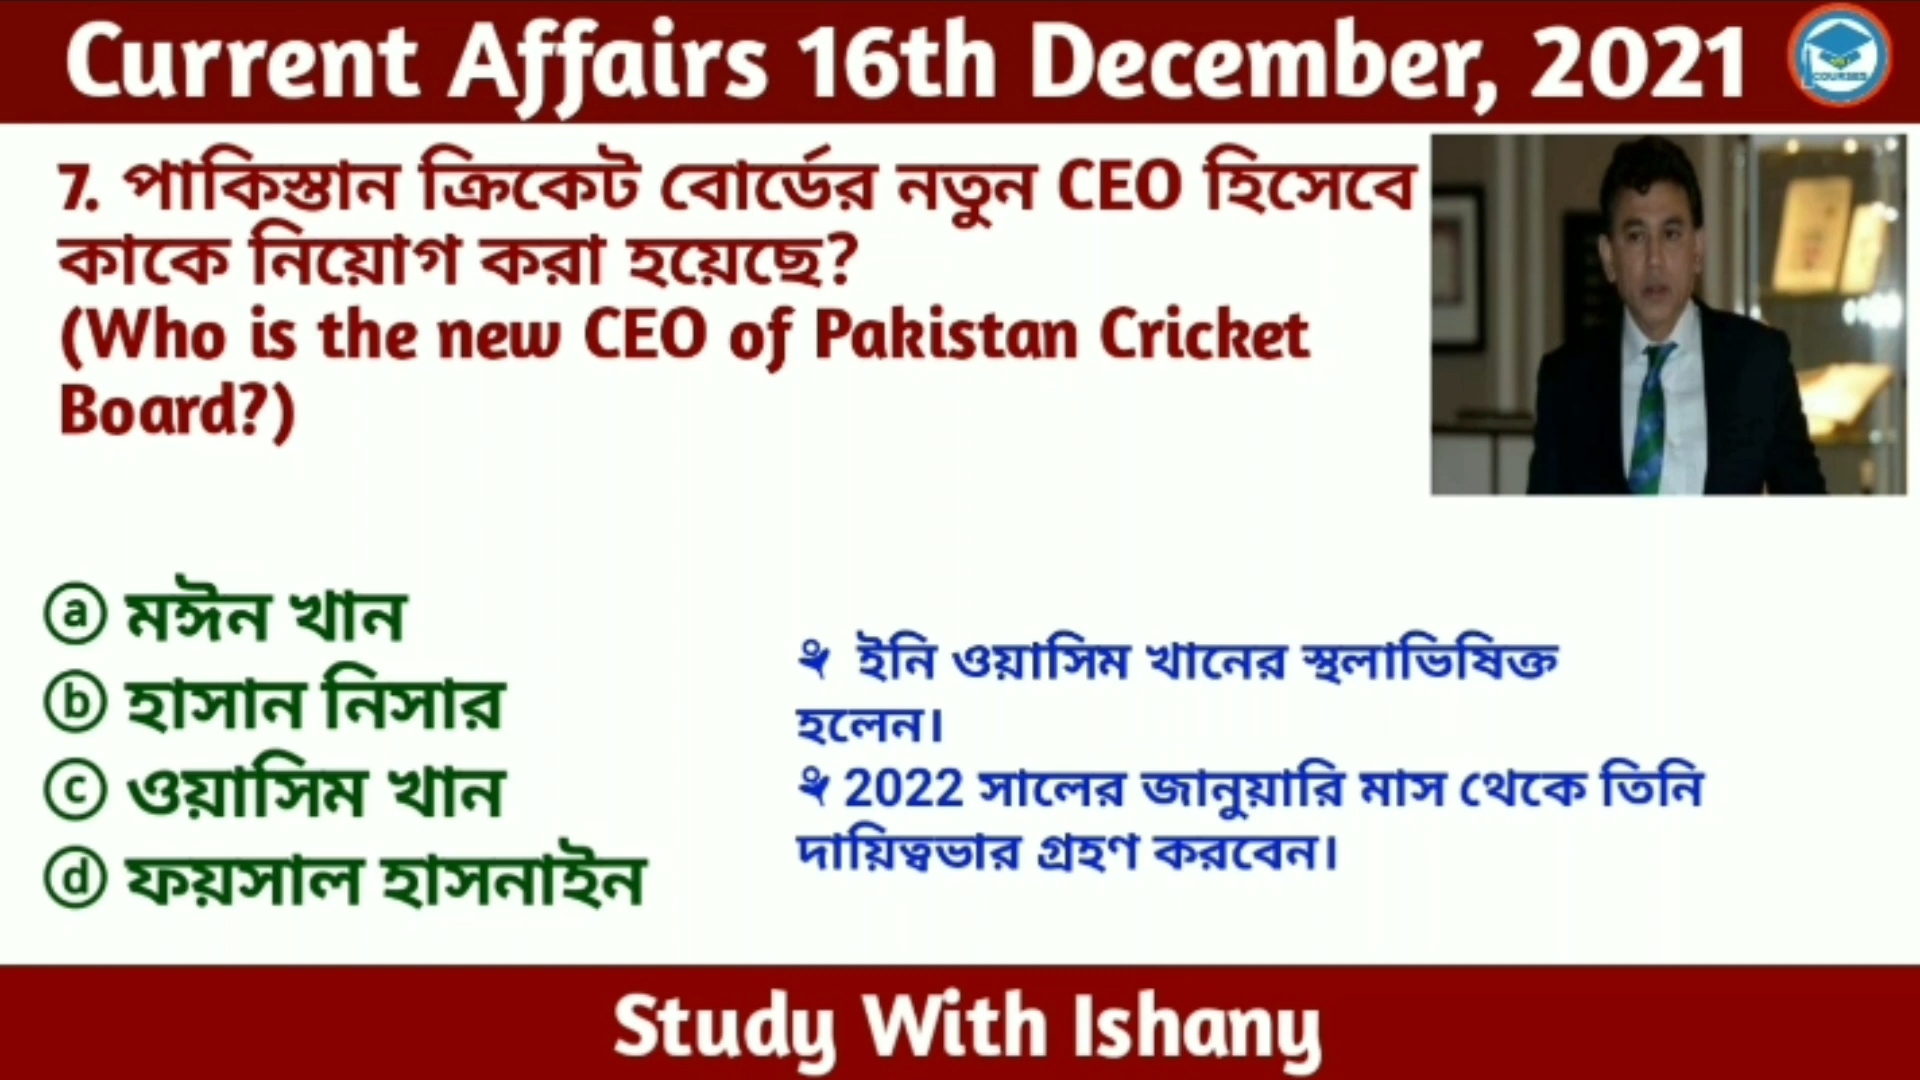 Current Affairs 16th December, 2021
COURSES
7. পাকিস্তান ক্রিকেট বোর্ডের নতুন CEO হিসেবে
কাকে নিয়োগ করা হয়েছে?
(Who is the new CEO of Pakistan Cricket
Board?)
ⓐ মঈন খান
ⓑ হাসান নিসার
ⓒ ওয়াসিম খান
ⓓ ফয়সাল হাসনাইন
ইনি ওয়াসিম খানের স্থলাভিষিক্ত
হলেন।
2022 সালের জানুয়ারি মাস থেকে তিনি
দায়িত্বভার গ্রহণ করবেন।
Study With Ishany